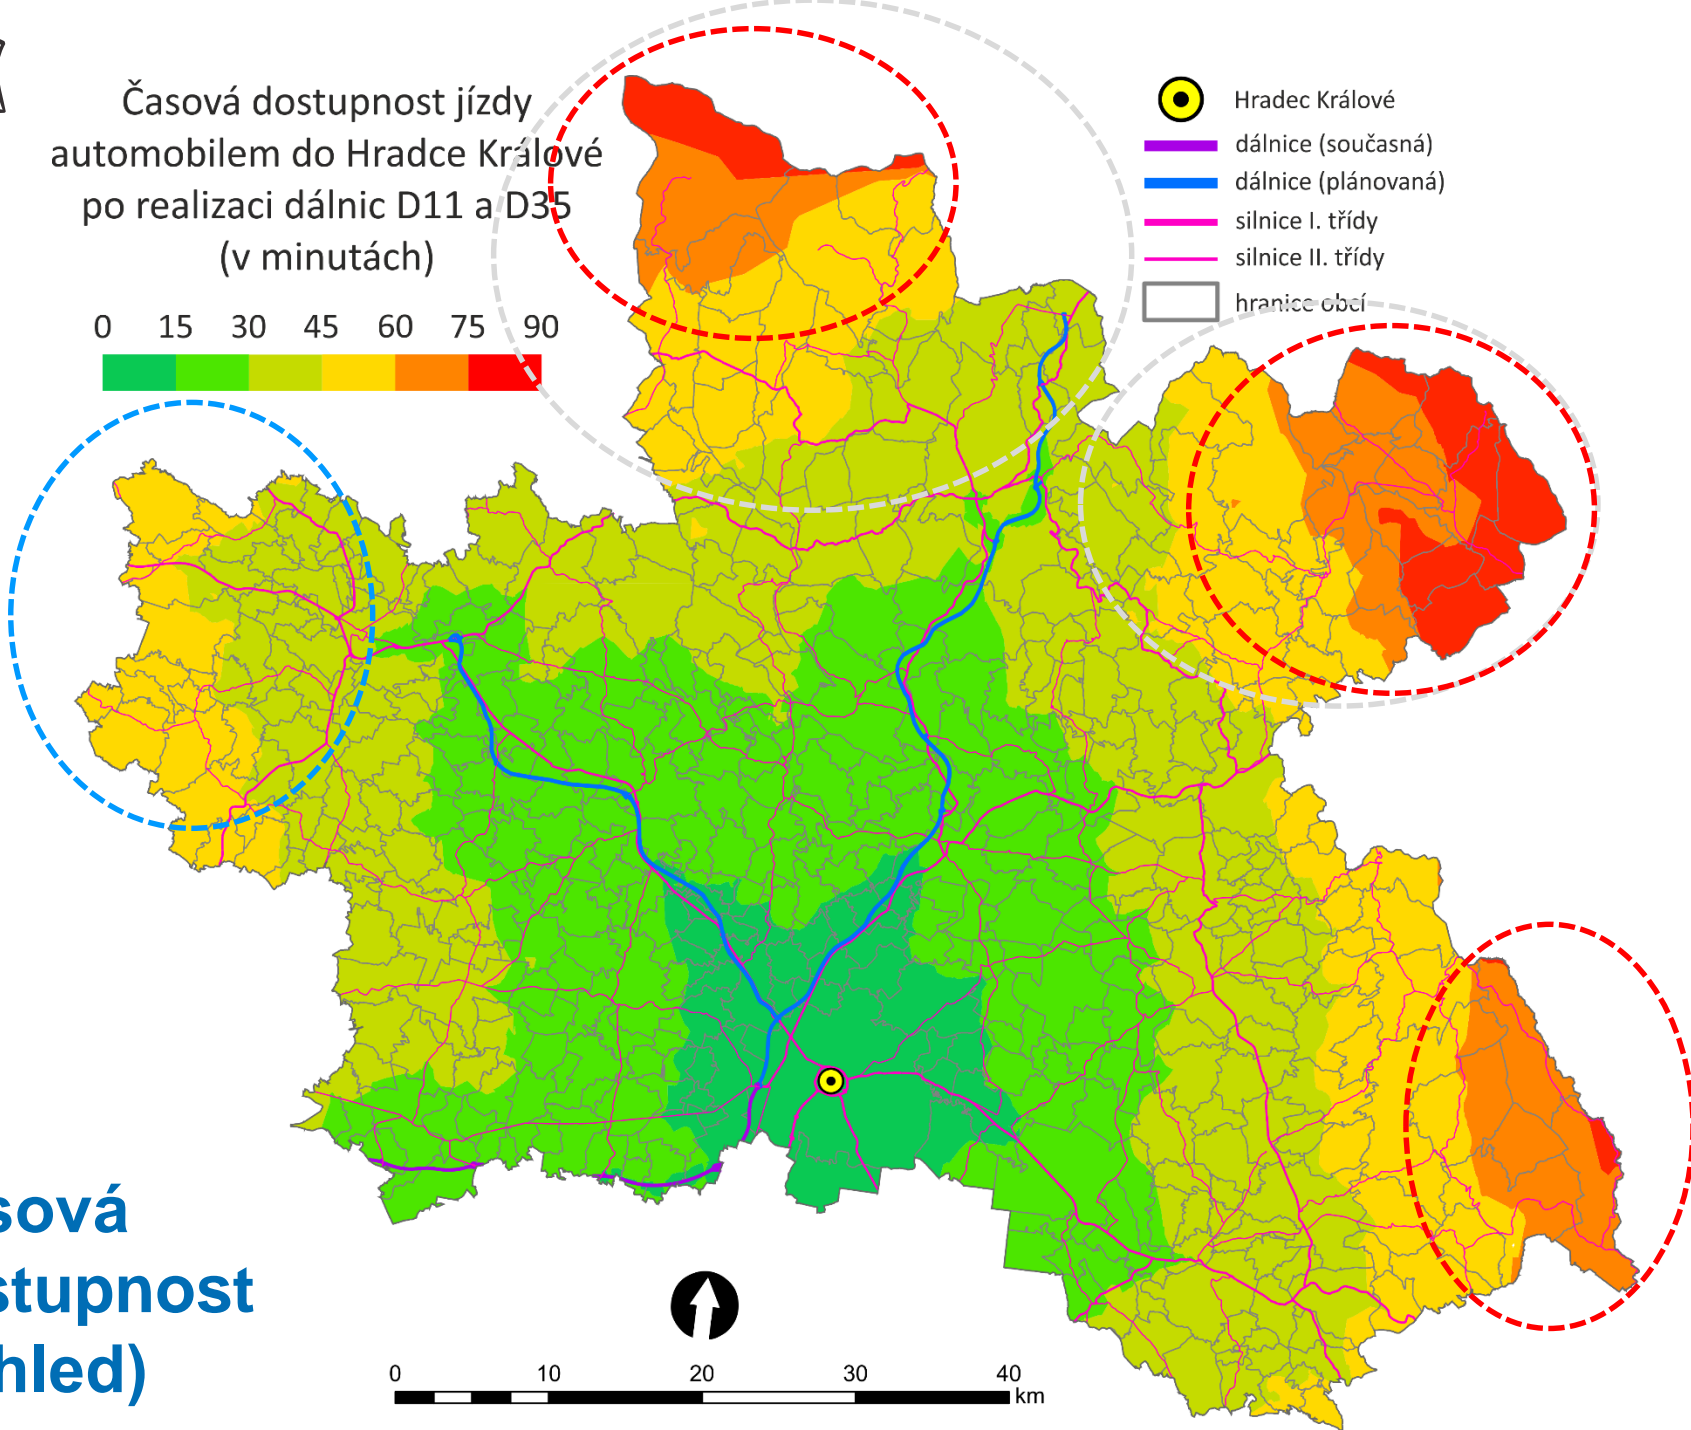 Časová dostupnost jízdy
automobilem do Hradce Králové
po realizaci dálnic D11 a D35
(v minutách)
0 15 30 45 60 75 90
Hradec Králové
dálnice (současná)
dálnice (plánovaná)
silnice I. třídy
silnice II. třídy
hranice obcí
sová
stupnost
hled)
0 10 20 30 40
km